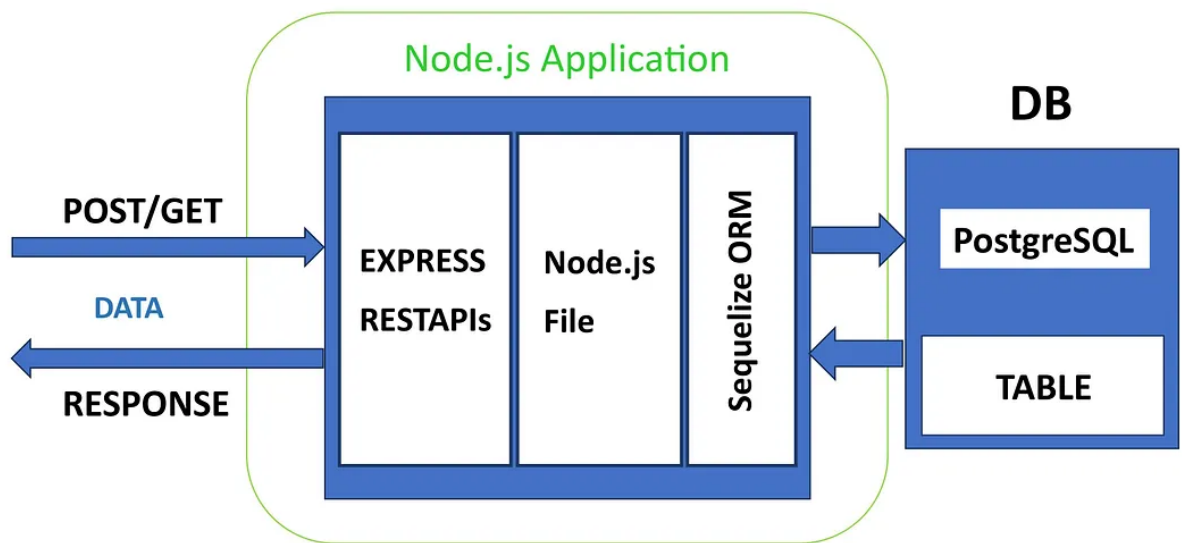 Node.js Application
DB
POST/GET
DATA
RESPONSE
EXPRESS
RESTAPIs
Node.js
File
Sequelize ORM
PostgreSQL
TABLE